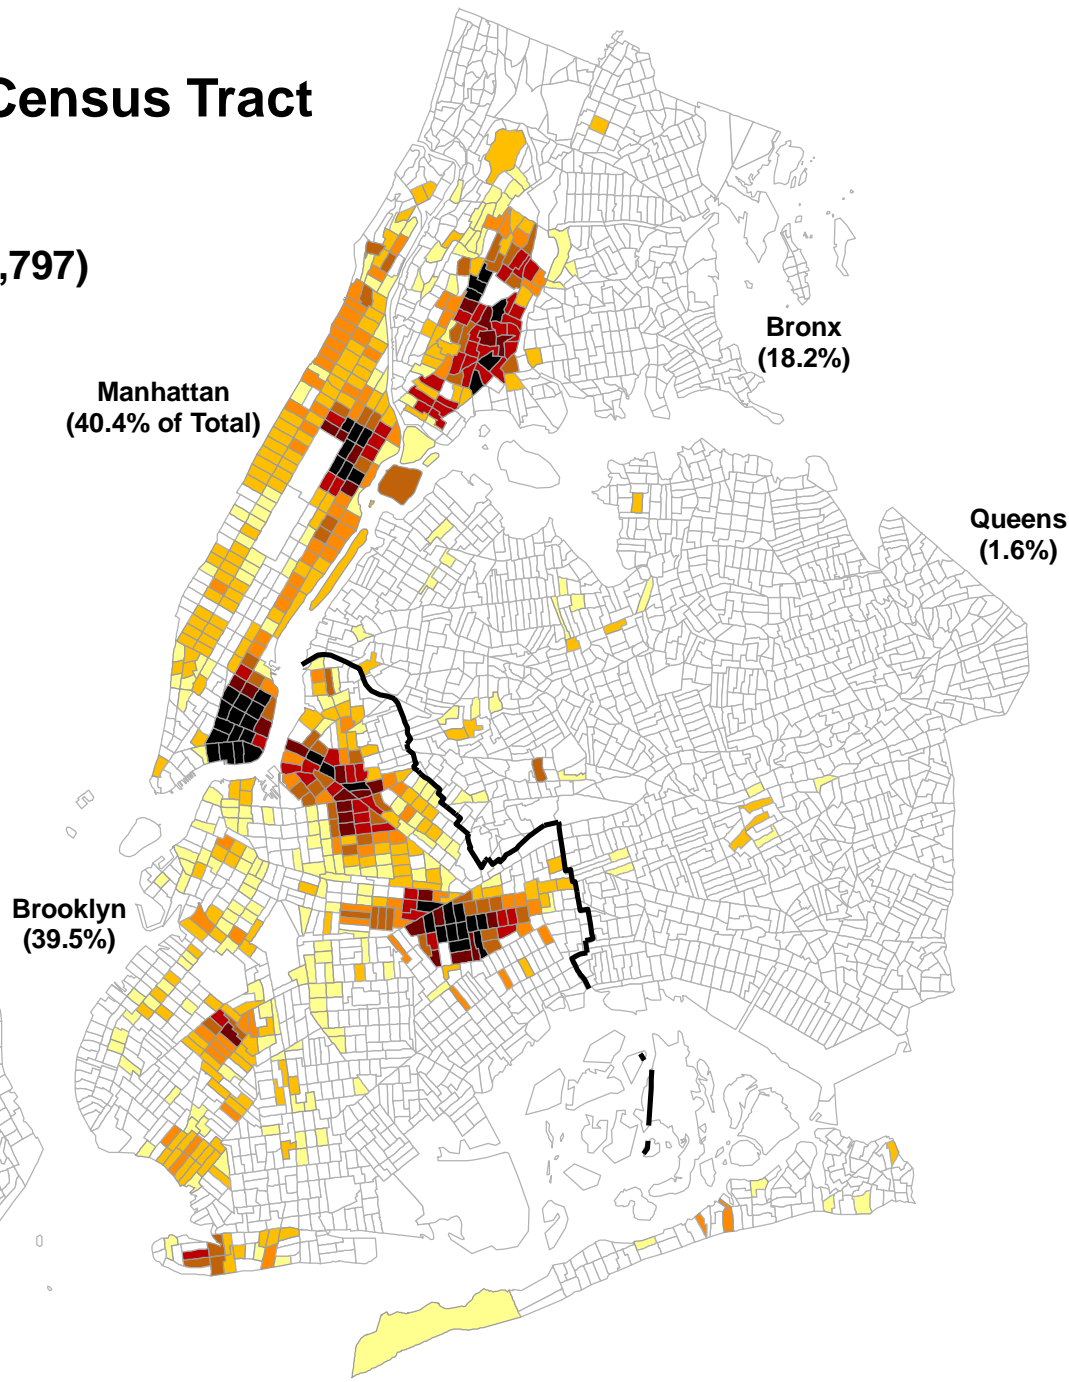 Census Tract
,797)
Bronx
(18.2%)
Manhattan
(40.4% of Total)
Queens
(1.6%)
Brooklyn
(39.5%)